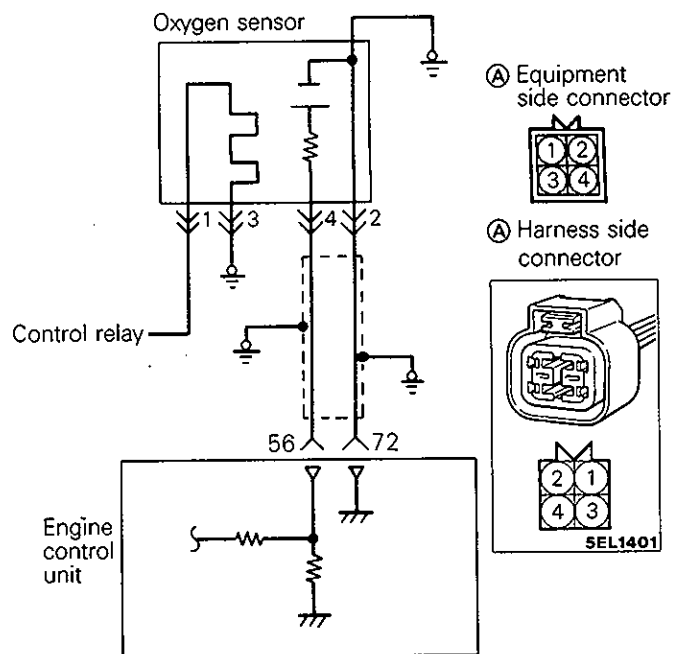 Oxygen sensor
Ⓐ Equipment
side connector
1 2
3 4
1 3 4 2
Ⓐ Harness side
connector
Control relay
56 72
2 1
4 3
5EL1401
Engine
control
unit